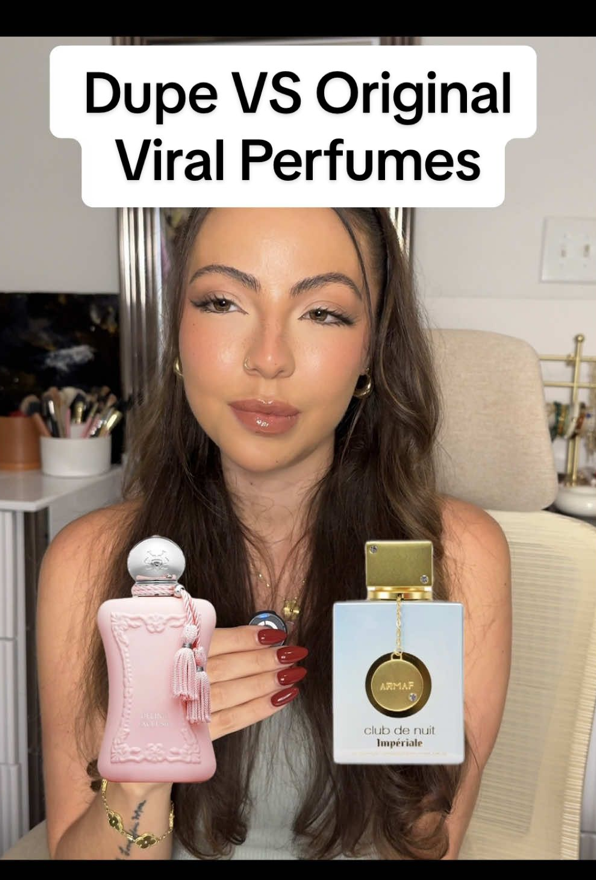 Dupe VS Original
Viral Perfumes
ARMAF
club de nuit
Impériale